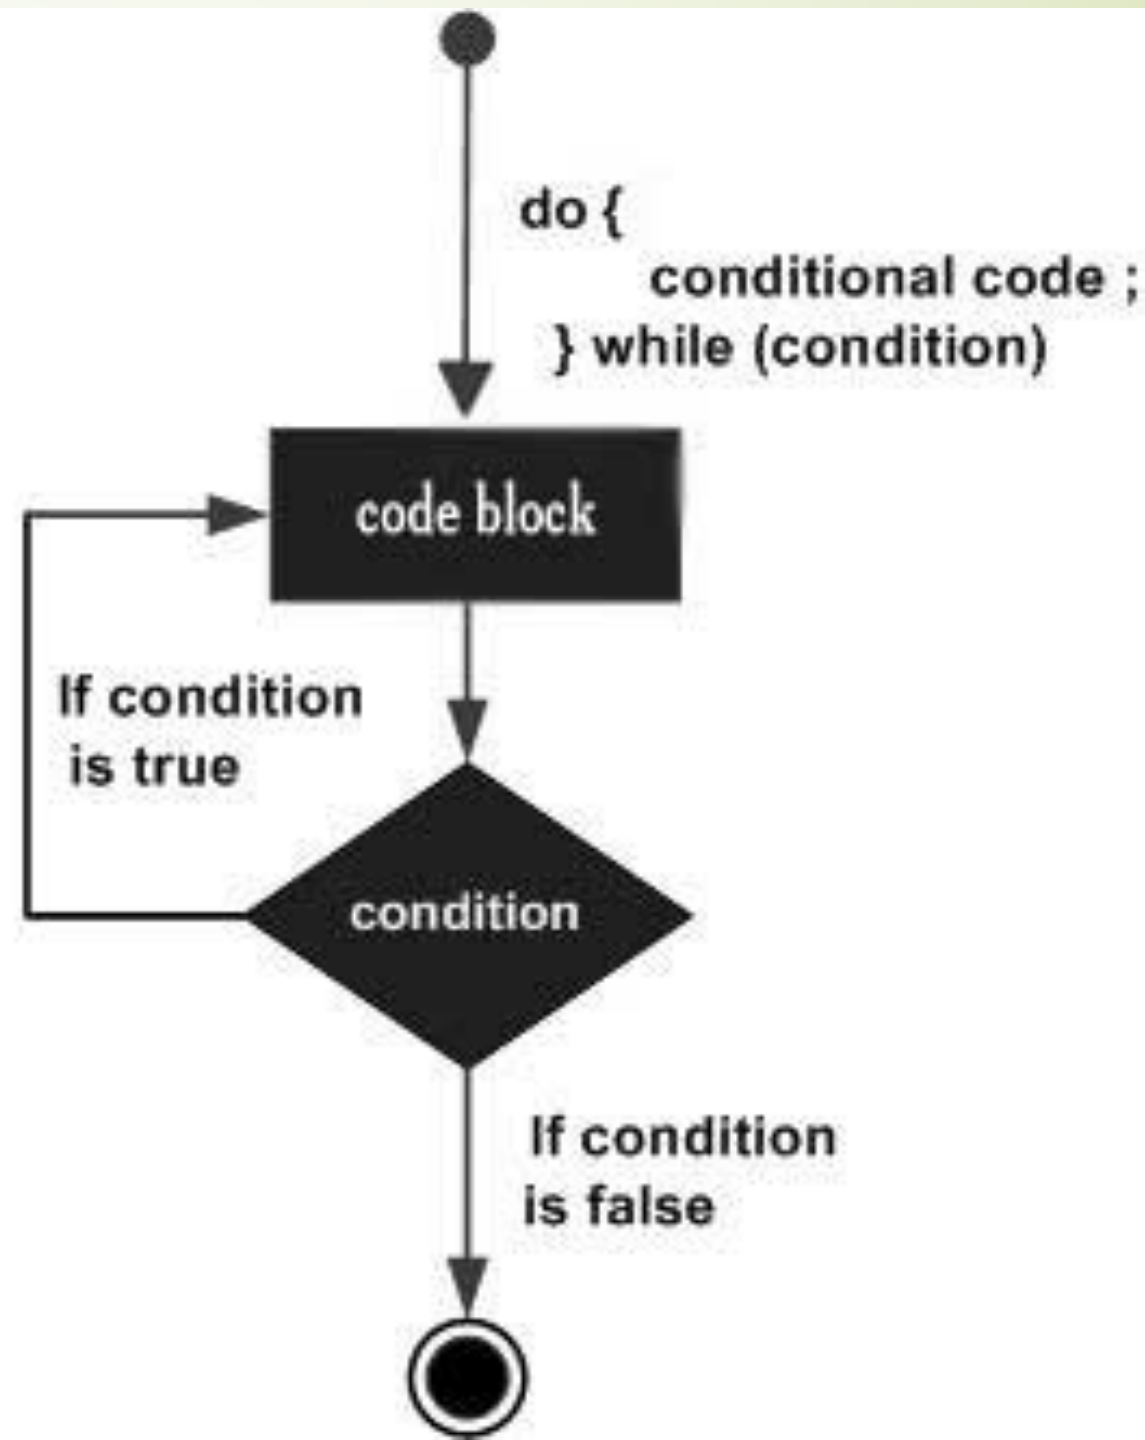 do {
conditional code ;
} while (condition)
code block
If condition
is true
condition
If condition
is false